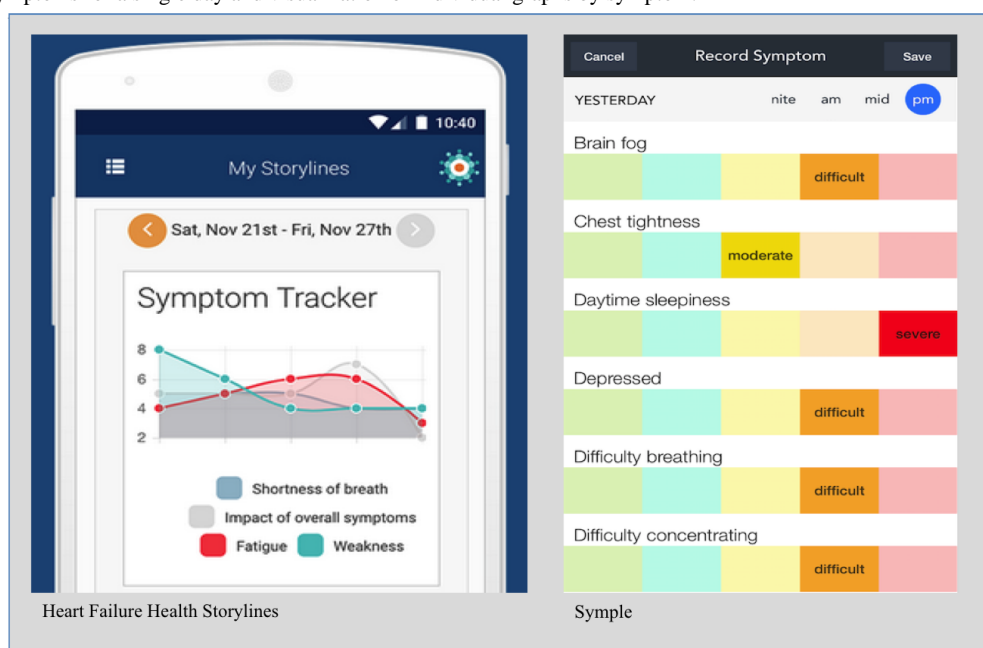 10:40
My Storylines
Sat, Nov 21st - Fri, Nov 27th
Symptom Tracker
8
6
4
2
Shortness of breath
Impact of overall symptoms
Fatigue Weakness
Heart Failure Health Storylines
Cancel Record Symptom Save
YESTERDAY nite am mid pm
Brain fog
difficult
Chest tightness
moderate
Daytime sleepiness
severe
Depressed
difficult
Difficulty breathing
difficult
Difficulty concentrating
difficult
Symple